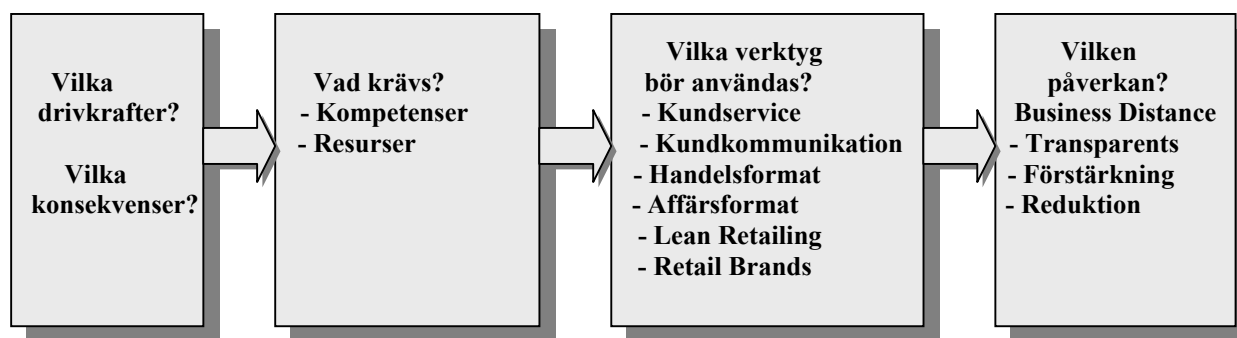 Vilka
drivkrafter?
Vilka
konsekvenser?
Vad krävs?
- Kompetenser
- Resurser
Vilka verktyg
bör användas?
- Kundservice
- Kundkommunikation
- Handelsformat
- Affärsformat
- Lean Retailing
- Retail Brands
Vilken
påverkan?
Business Distance
- Transparents
- Förstärkning
- Reduktion